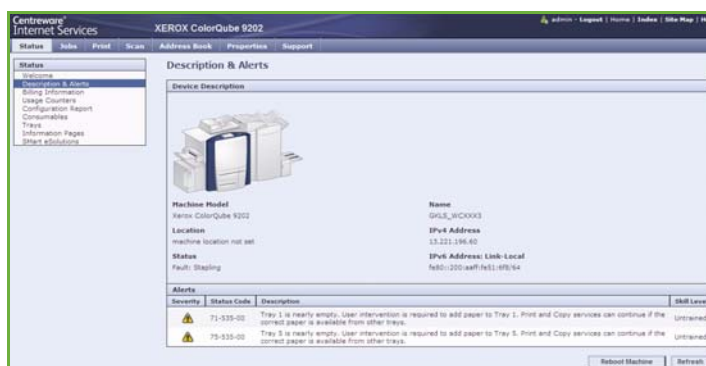 Centreware®
Internet Services
XEROX ColorQube 9202
admin - Logout | Home | Index | Site Map | H
Status Jobs Print Scan Address Book Properties Support
Status
Welcome
Description & Alerts
Billing Information
Usage Counters
Configuration Report
Consumables
Trays
Information Pages
SMart eSolutions
Description & Alerts
Device Description
Machine Model
Xerox ColorQube 9202
Name
Location
machine location not set
IPv4 Address
13.221.196.60
Status
Fault: Stapling
IPv6 Address: Link-Local
Alerts
Severity Status Code Description Skill Leve
71-535-00 Tray 1 is nearly empty. User intervention is required to add paper to Tray 1. Print and Copy services can continue if the
correct paper is available from other trays. Untrained
75-535-00 Tray 5 is nearly empty. User intervention is required to add paper to Tray 5. Print and Copy services can continue if the
correct paper is available from other trays. Untrained
Reboot Machine Refresh